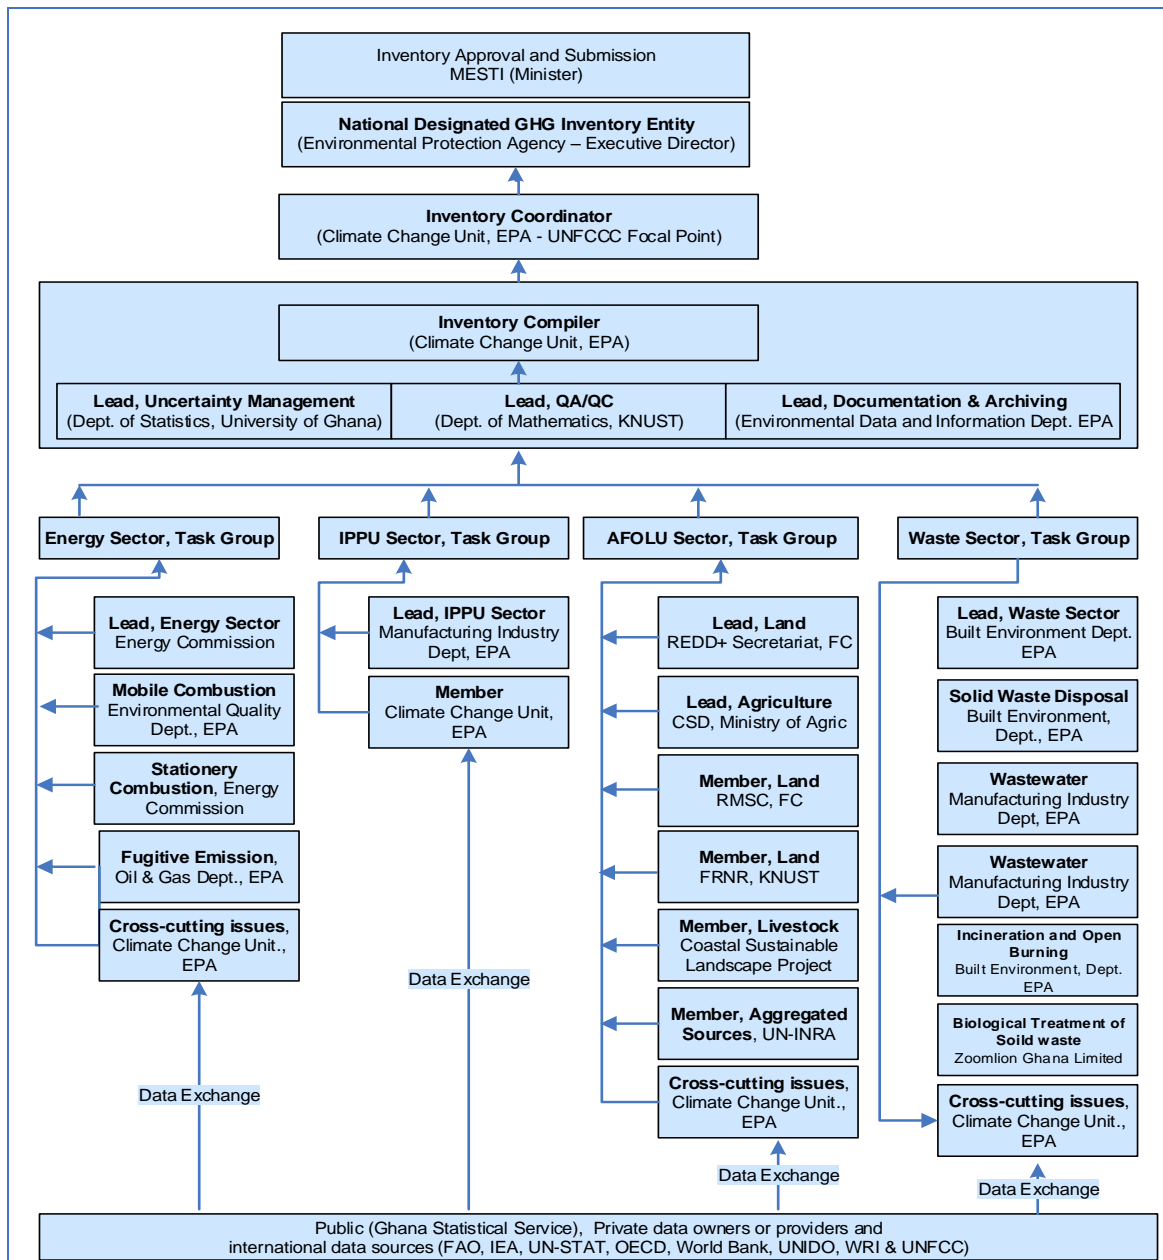 Inventory Approval and Submission
MESTI (Minister)
National Designated GHG Inventory Entity
(Environmental Protection Agency – Executive Director)
Inventory Coordinator
(Climate Change Unit, EPA - UNFCCC Focal Point)
Inventory Compiler
(Climate Change Unit, EPA)
Lead, Uncertainty Management
(Dept. of Statistics, University of Ghana)
Lead, QA/QC
(Dept. of Mathematics, KNUST)
Lead, Documentation & Archiving
(Environmental Data and Information Dept. EPA
Energy Sector, Task Group
IPPU Sector, Task Group
AFOLU Sector, Task Group
Waste Sector, Task Group
Lead, Energy Sector
Energy Commission
Mobile Combustion
Environmental Quality
Dept., EPA
Stationery
Combustion, Energy
Commission
Fugitive Emission,
Oil & Gas Dept., EPA
Cross-cutting issues,
Climate Change Unit.,
EPA
Data Exchange
Lead, IPPU Sector
Manufacturing Industry
Dept, EPA
Member
Climate Change Unit,
EPA
Data Exchange
Lead, Land
REDD+ Secretariat, FC
Lead, Agriculture
CSD, Ministry of Agric
Member, Land
RMSC, FC
Member, Land
FRNR, KNUST
Member, Livestock
Coastal Sustainable
Landscape Project
Member, Aggregated
Sources, UN-INRA
Cross-cutting issues,
Climate Change Unit.,
EPA
Data Exchange
Lead, Waste Sector
Built Environment Dept.
EPA
Solid Waste Disposal
Built Environment,
Dept., EPA
Wastewater
Manufacturing Industry
Dept, EPA
Wastewater
Manufacturing Industry
Dept, EPA
Incineration and Open
Burning
Built Environment, Dept.
EPA
Biological Treatment of
Soild waste
Zoomlion Ghana Limited
Cross-cutting issues,
Climate Change Unit.,
EPA
Data Exchange
Public (Ghana Statistical Service), Private data owners or providers and
international data sources (FAO, IEA, UN-STAT, OECD, World Bank, UNIDO, WRI & UNFCC)